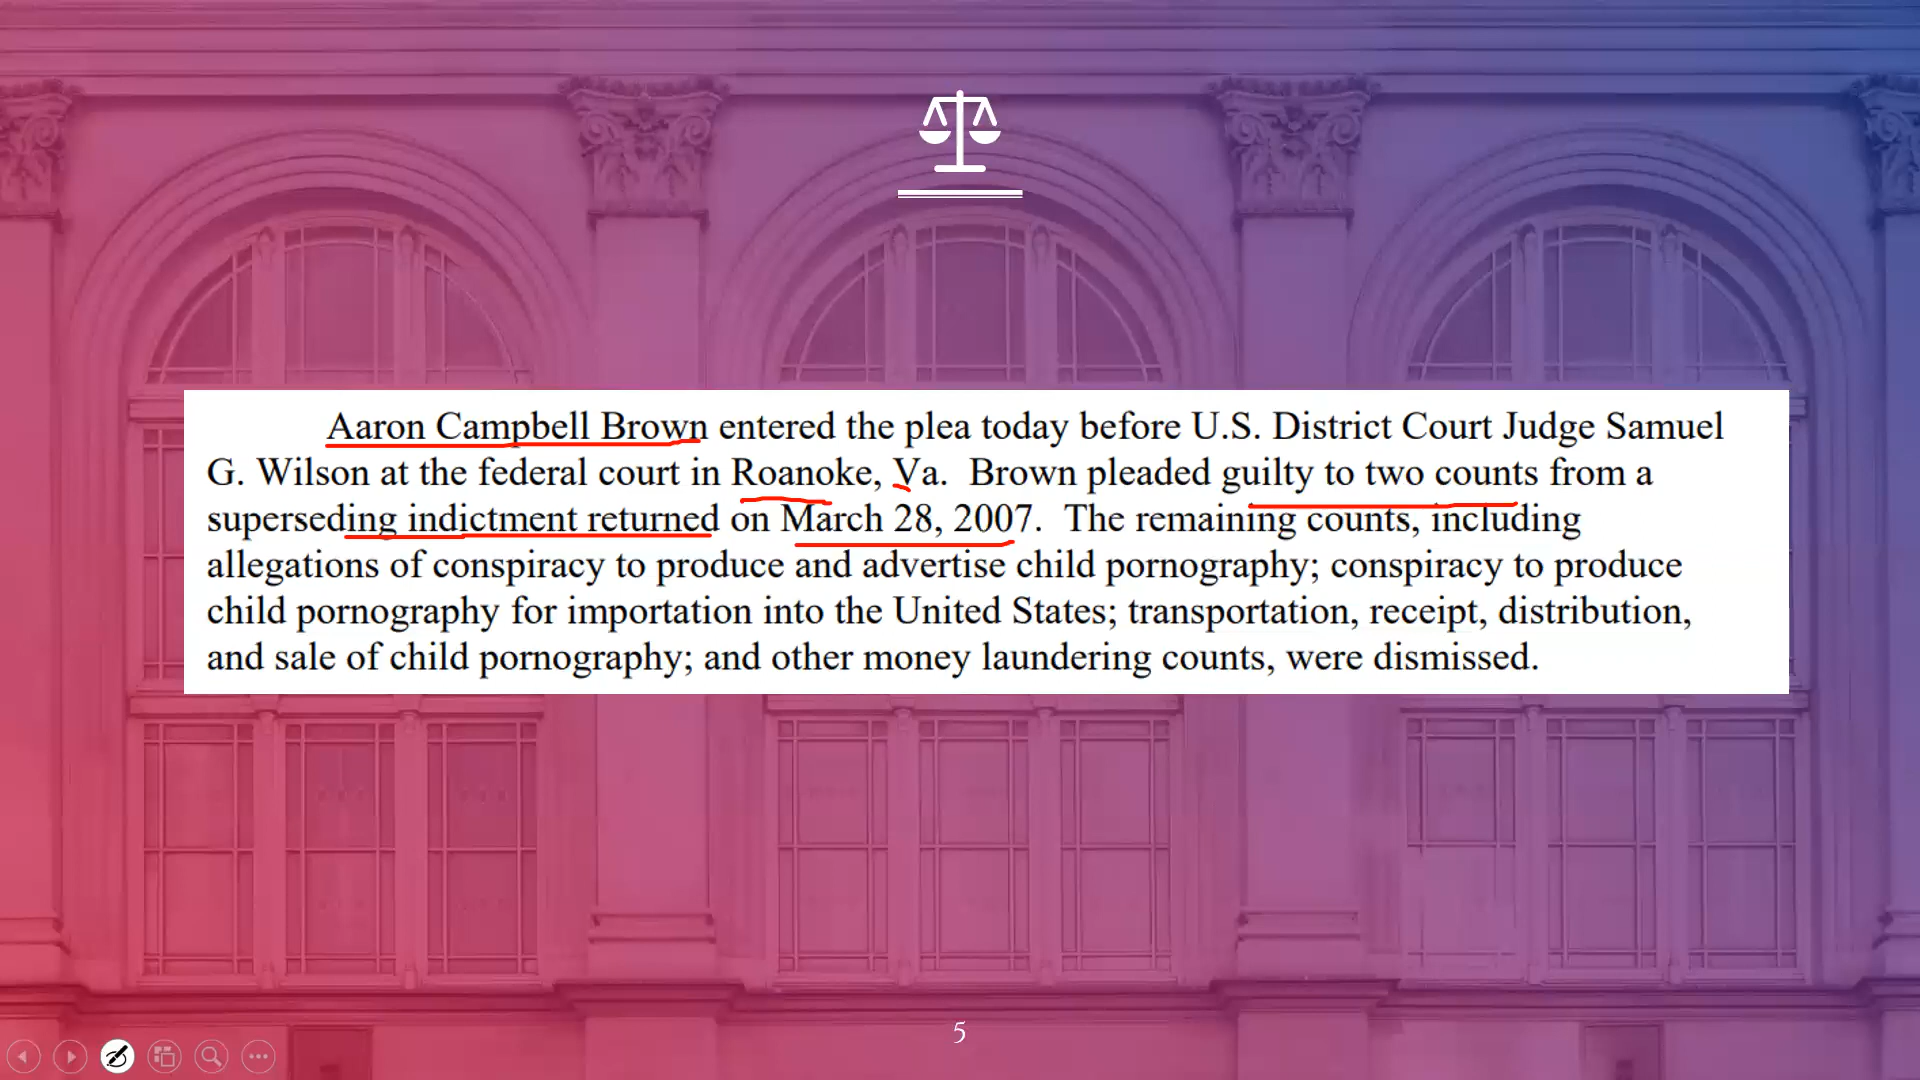 Aaron Campbell Brown entered the plea today before U.S. District Court Judge Samuel
G. Wilson at the federal court in Roanoke, Va. Brown pleaded guilty to two counts from a
superseding indictment returned on March 28, 2007. The remaining counts, including
allegations of conspiracy to produce and advertise child pornography; conspiracy to produce
child pornography for importation into the United States; transportation, receipt, distribution,
and sale of child pornography; and other money laundering counts, were dismissed.
5